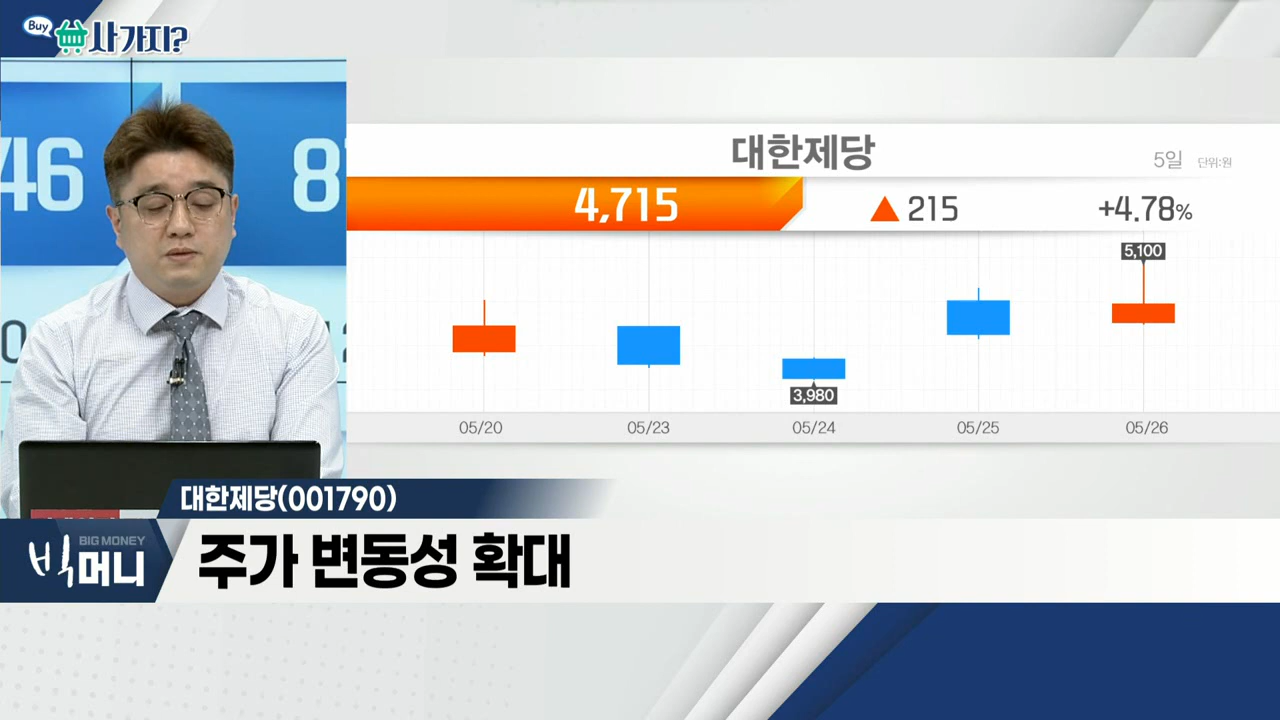 Buy
사가지?
46
8
대한제당
5일 단위:원
4,715 ▲ 215 +4.78%
5,100
3,980
05/20 05/23 05/24 05/25 05/26
대한제당(001790)
BIG MONEY
빅머니
주가 변동성 확대